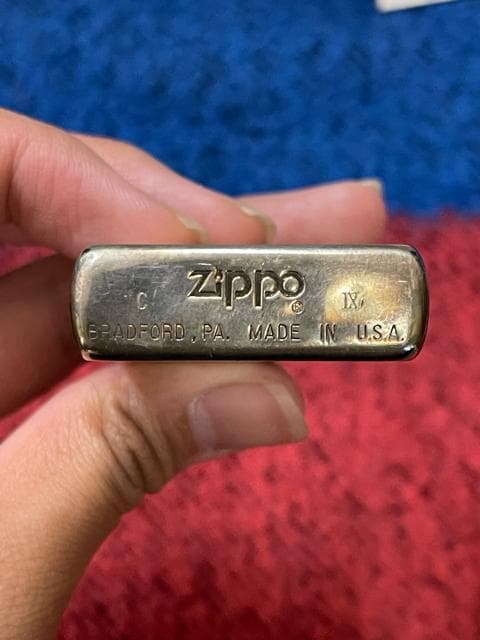 Zippo®
C IX
BRADFORD, PA. MADE IN U.S.A.